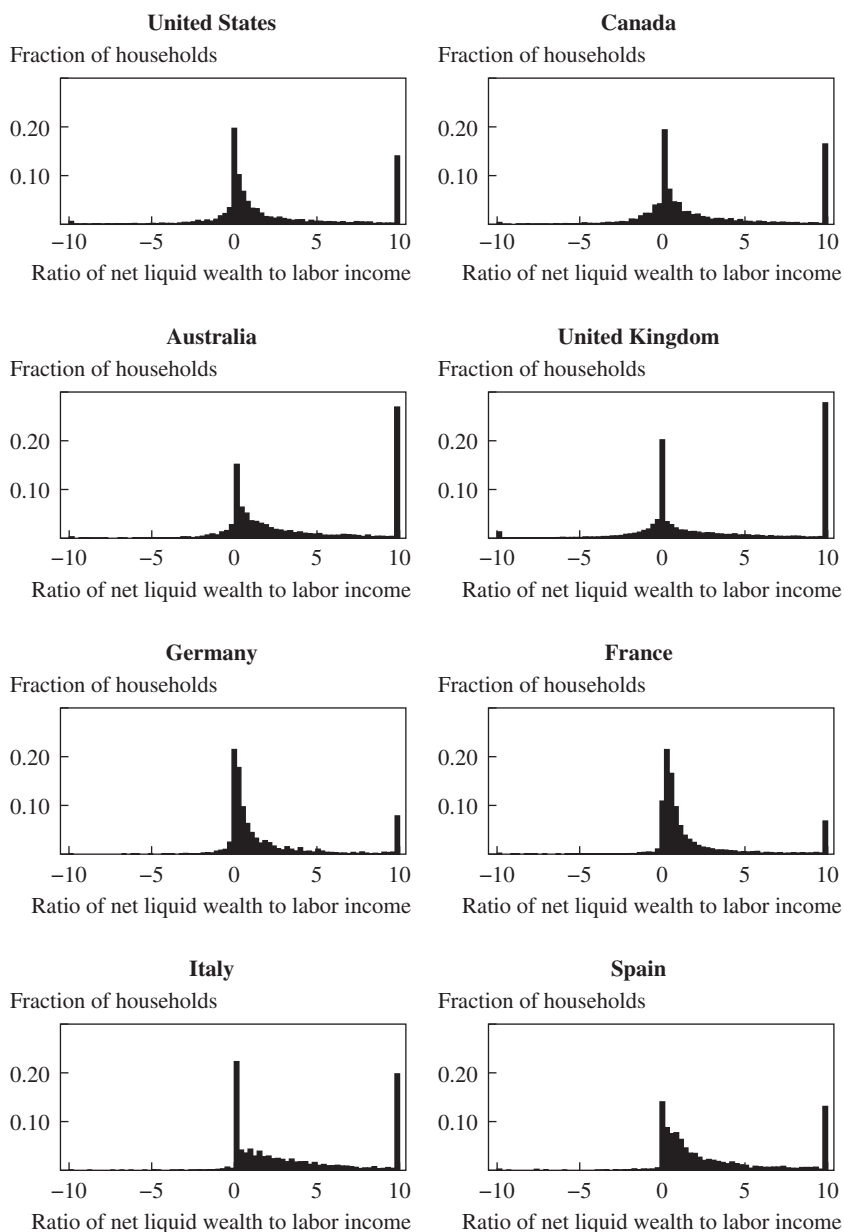 United States
Fraction of households
0.20
0.10
−10 −5 0 5 10
Ratio of net liquid wealth to labor income
Canada
Fraction of households
0.20
0.10
−10 −5 0 5 10
Ratio of net liquid wealth to labor income
Australia
Fraction of households
0.20
0.10
−10 −5 0 5 10
Ratio of net liquid wealth to labor income
United Kingdom
Fraction of households
0.20
0.10
−10 −5 0 5 10
Ratio of net liquid wealth to labor income
Germany
Fraction of households
0.20
0.10
−10 −5 0 5 10
Ratio of net liquid wealth to labor income
France
Fraction of households
0.20
0.10
−10 −5 0 5 10
Ratio of net liquid wealth to labor income
Italy
Fraction of households
0.20
0.10
−10 −5 0 5 10
Ratio of net liquid wealth to labor income
Spain
Fraction of households
0.20
0.10
−10 −5 0 5 10
Ratio of net liquid wealth to labor income